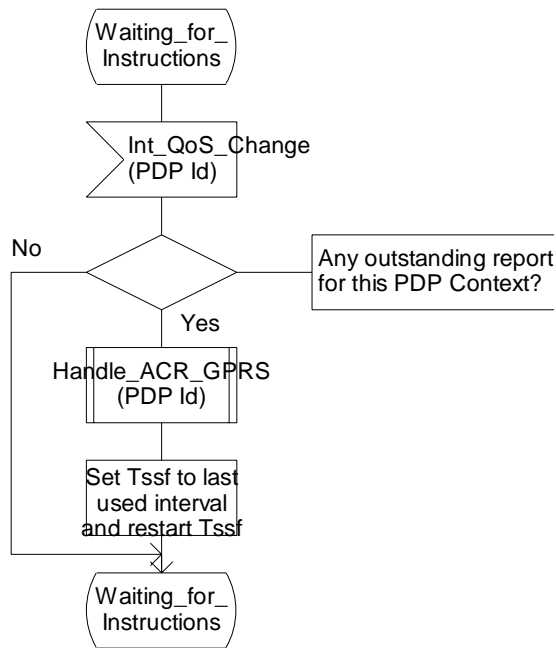 Waiting_for_
Instructions
Int_QoS_Change
(PDP Id)
No
Any outstanding report
for this PDP Context?
Yes
Handle_ACR_GPRS
(PDP Id)
Set Tssf to last
used interval
and restart Tssf
Waiting_for_
Instructions